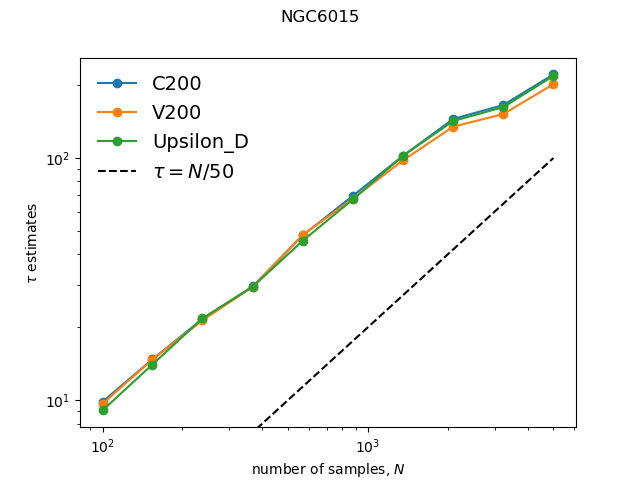 NGC6015
C200
V200
Upsilon_D
τ = N/50
10²
10¹
τ estimates
10² 10³
number of samples, N